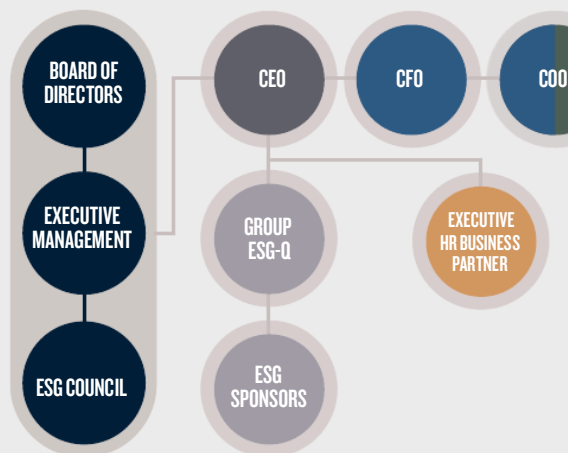 BOARD OF
DIRECTORS
CEO
CFO
COO
EXECUTIVE
MANAGEMENT
GROUP
ESG-Q
EXECUTIVE
HR BUSINESS
PARTNER
ESG COUNCIL
ESG
SPONSORS